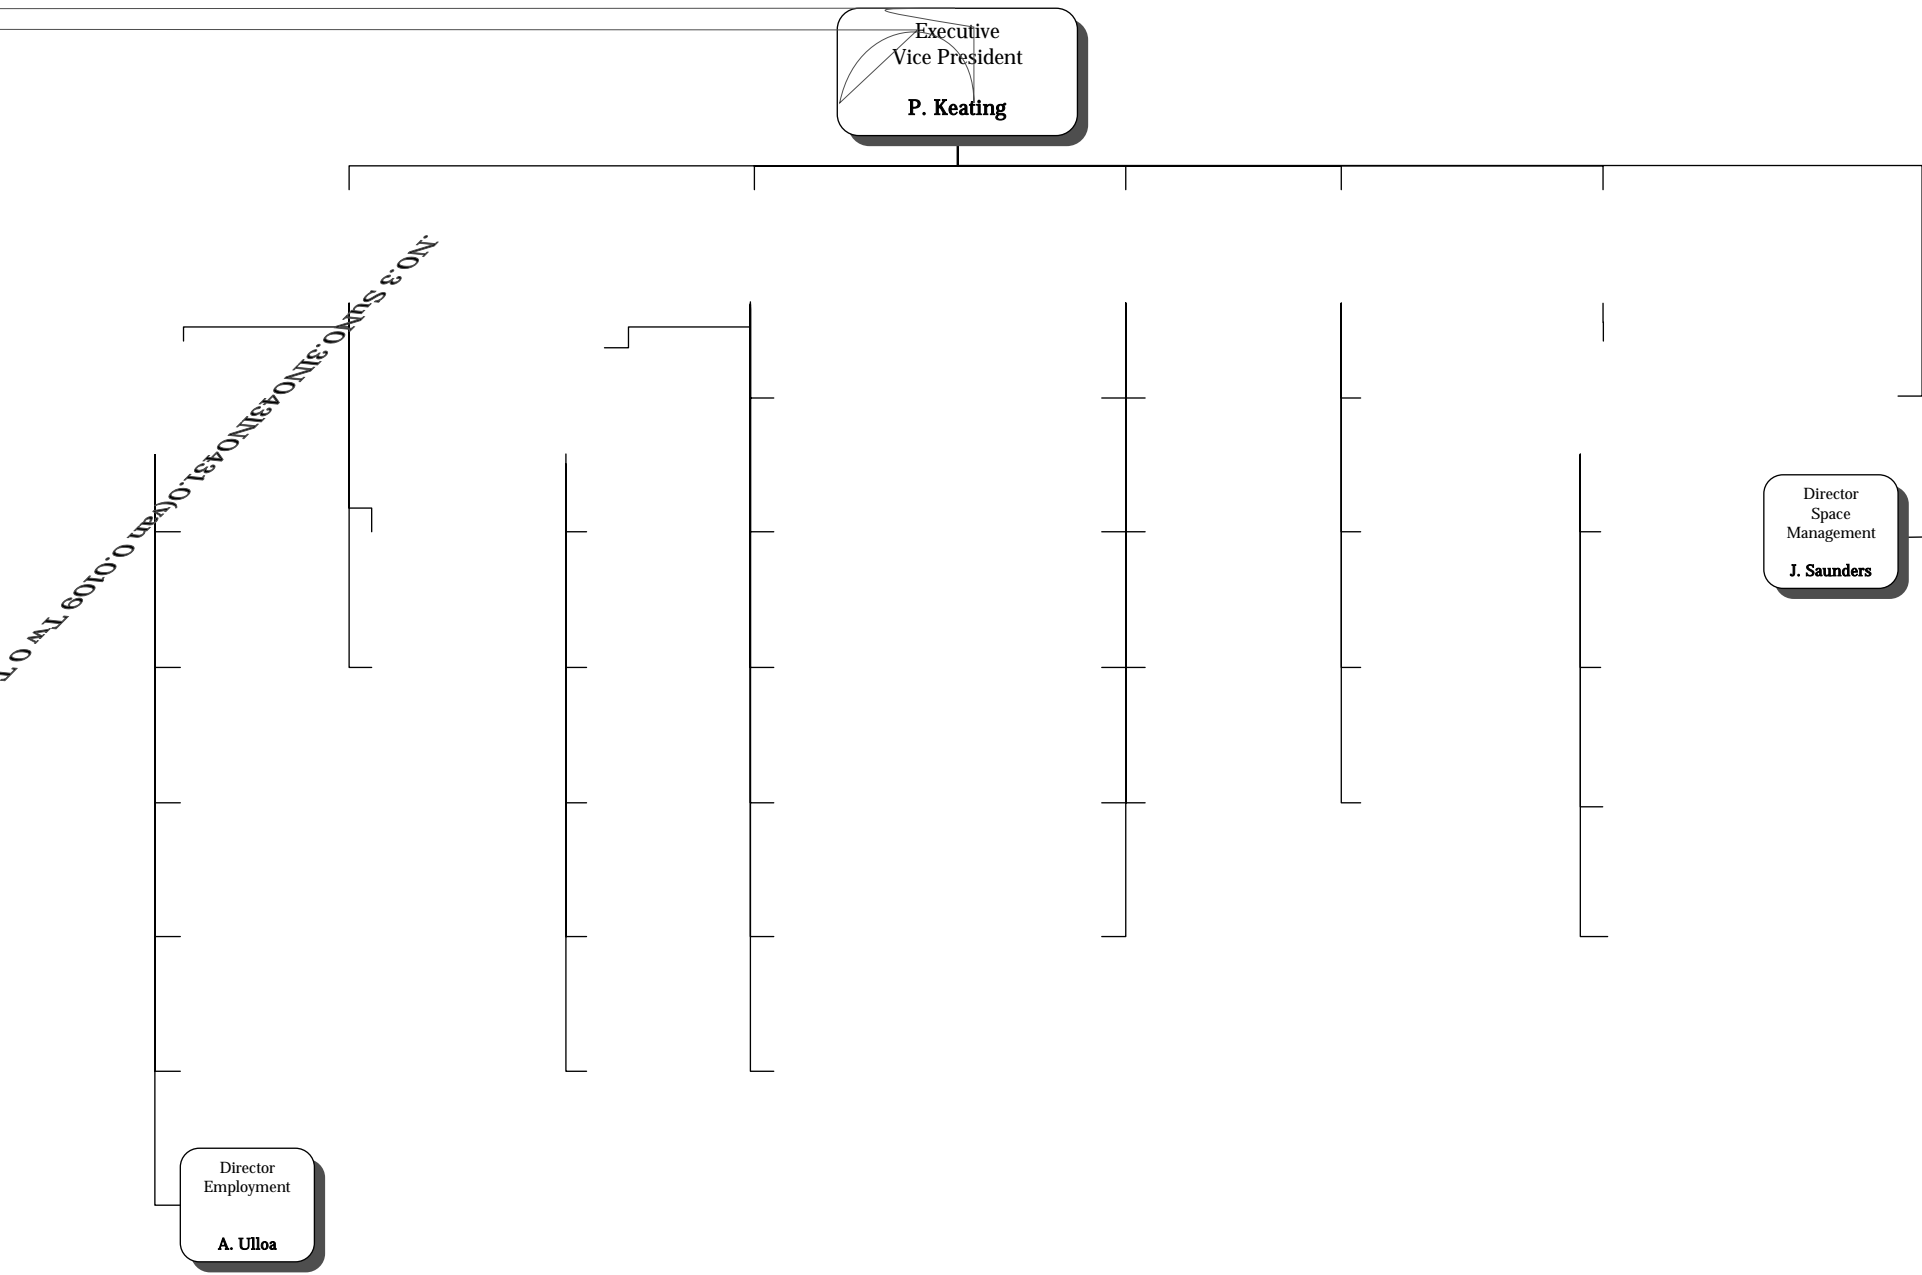 Executive
Vice President
P. Keating
Director
Space
Management
J. Saunders
Director
Employment
A. Ulloa